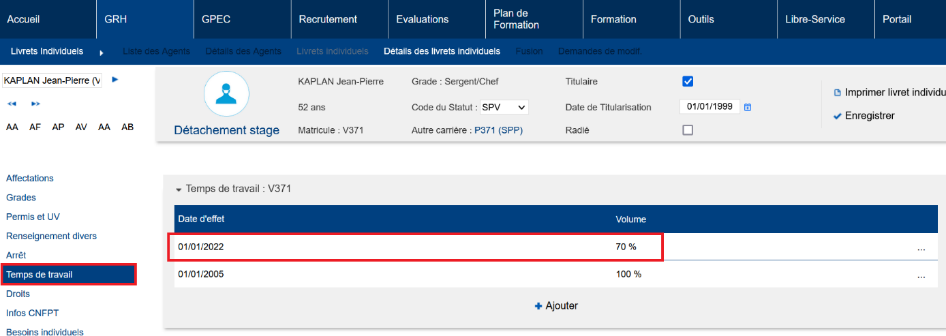 Accueil GRH GPEC Recrutement Evaluations Plan de Formation Formation Outils Libre-Service Portail
Livrets Individuels Liste des Agents Détails des Agents Livrets individuels Détails des livrets individuels Fusion Demandes de modif.
KAPLAN Jean-Pierre (V
AA AF AP AV AA AB
Détachement stage
KAPLAN Jean-Pierre Grade : Sergent/Chef Titulaire
52 ans Code du Statut : SPV Date de Titularisation 01/01/1999
Matricule : V371 Autre carrière : P371 (SPP) Radié
Imprimer livret individu
Enregistrer
Affectations
Grades
Permis et UV
Renseignement divers
Arrêt
Temps de travail
Droits
Infos CNFPT
Besoins individuels
Temps de travail : V371
Date d'effet Volume
01/01/2022 70 % ...
01/01/2005 100 % ...
Ajouter